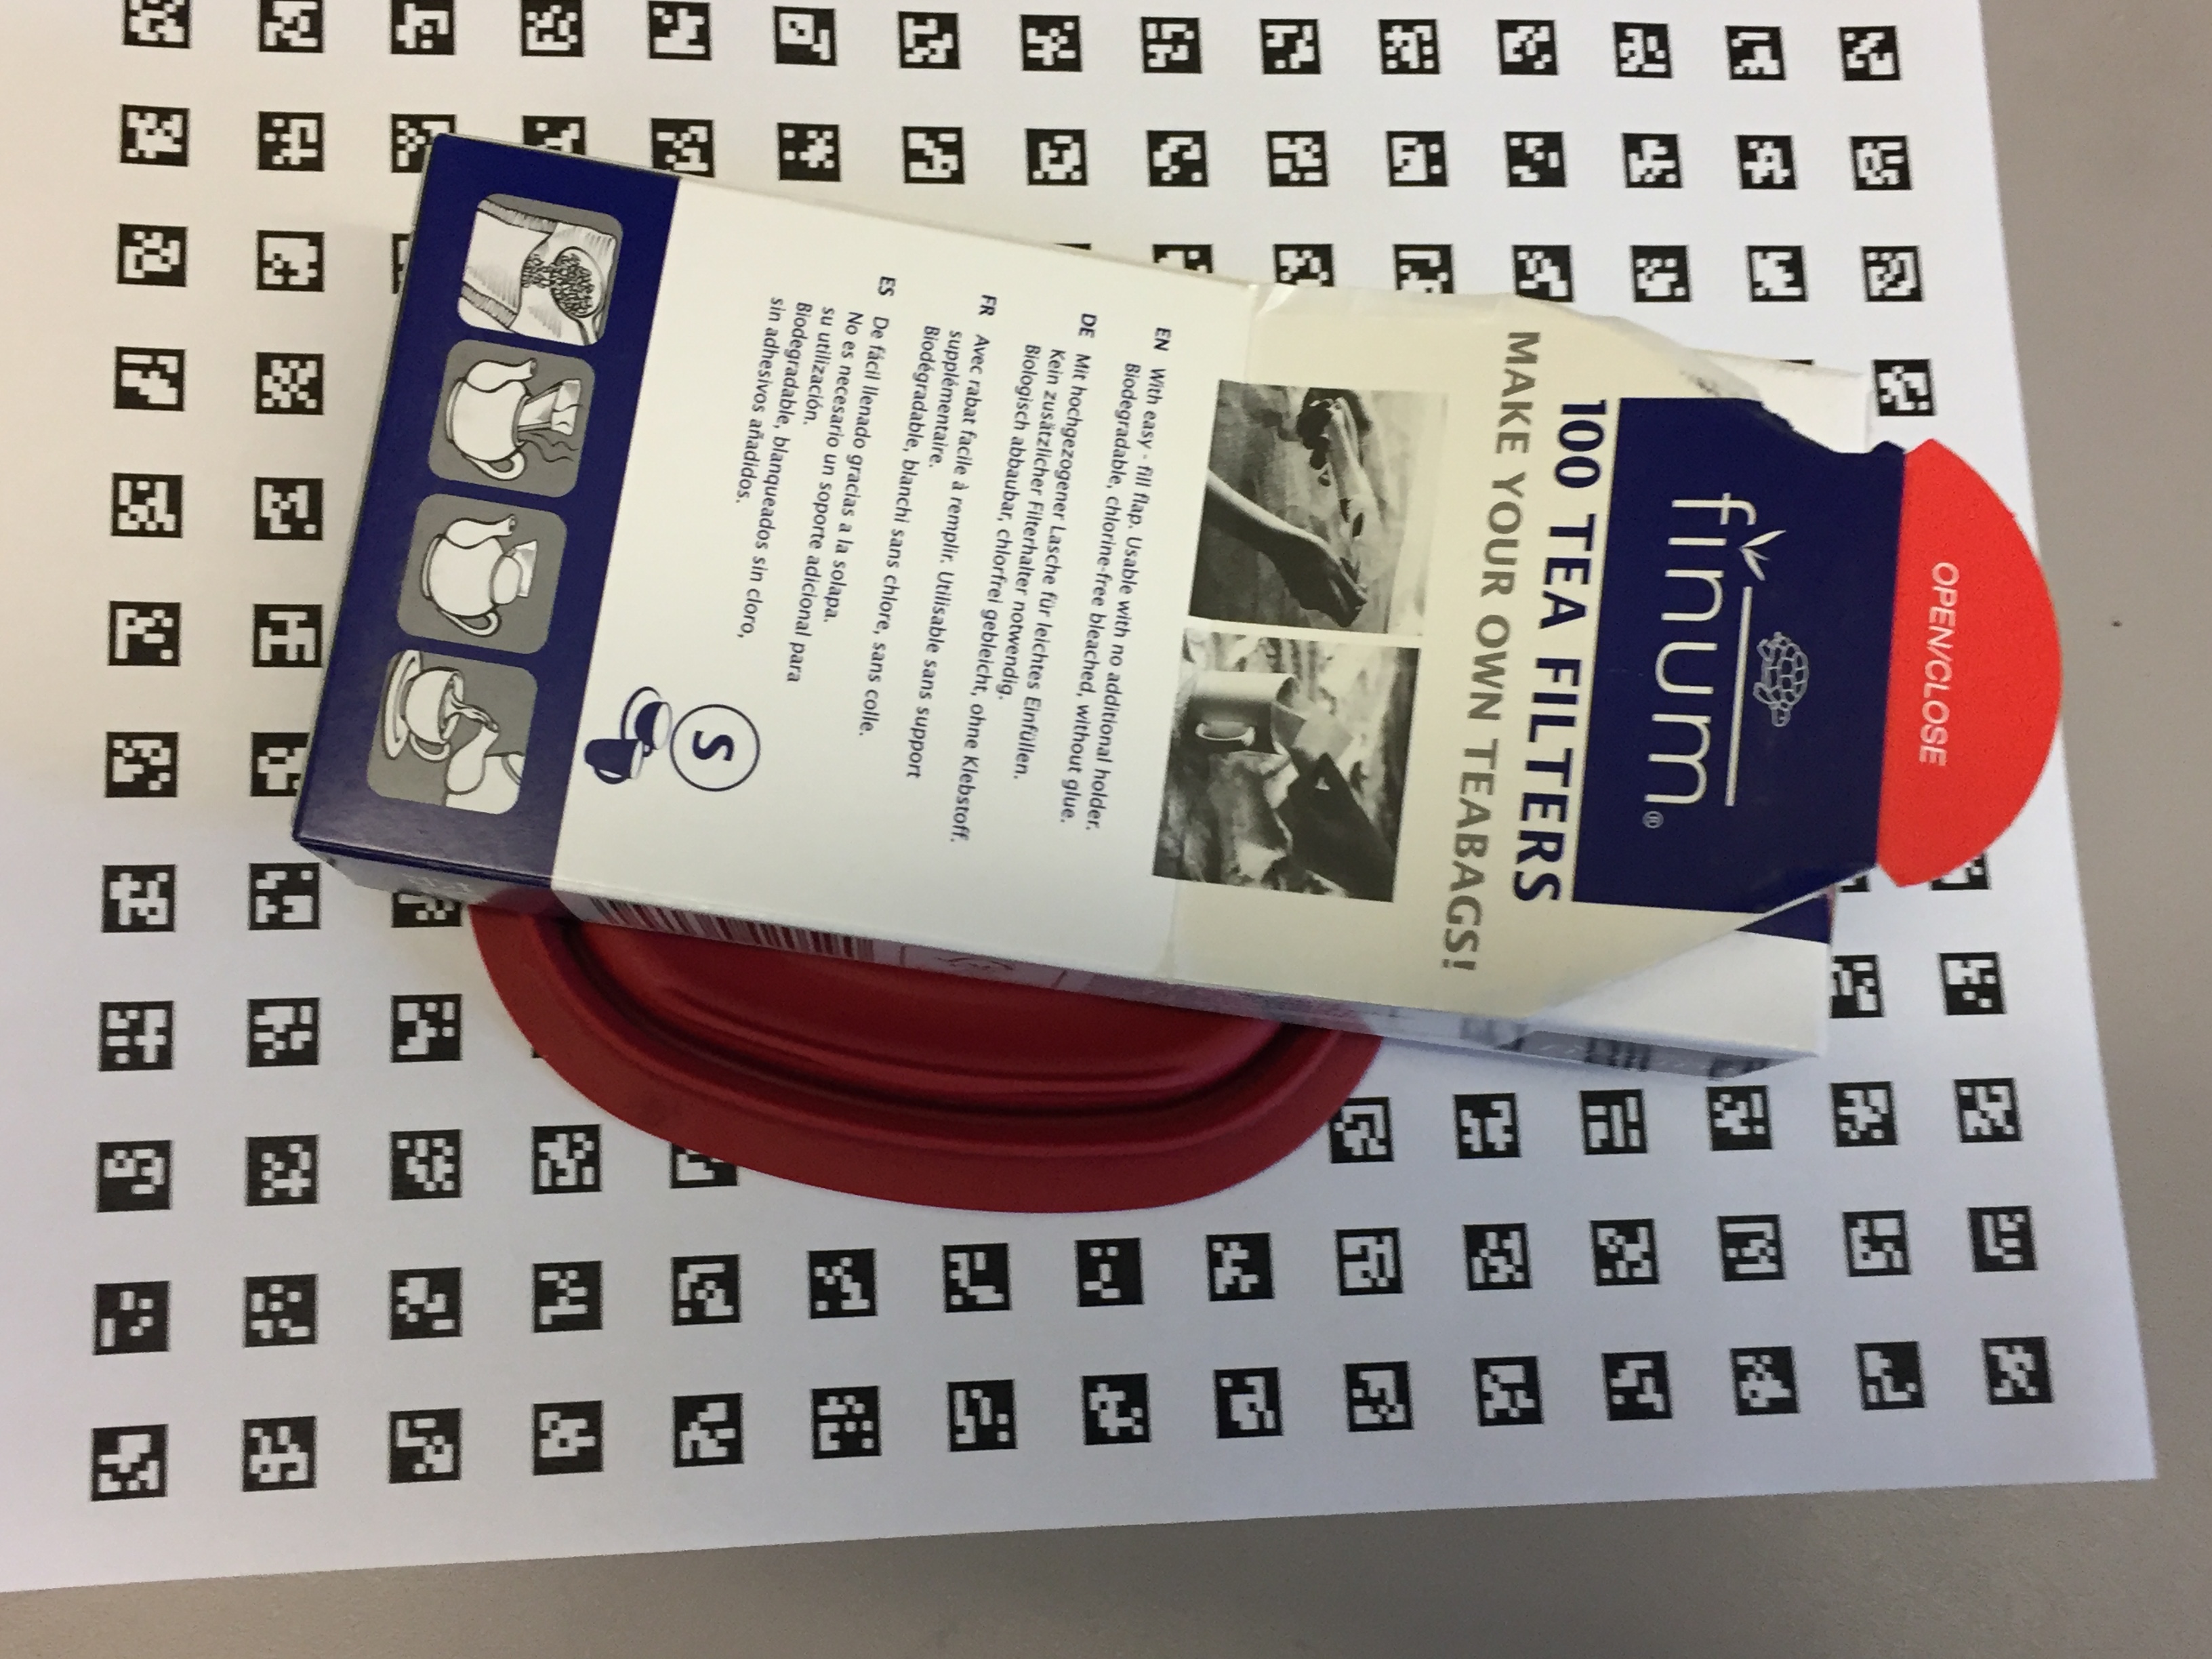 OPEN/CLOSE
finum®
100 TEA FILTERS
MAKE YOUR OWN TEABAGS!
EN With easy - fill flap. Usable with no additional holder.
Biodegradable, chlorine-free bleached, without glue.
DE Mit hochgezogener Lasche für leichtes Einfüllen.
Kein zusätzlicher Filterhalter notwendig.
Biologisch abbaubar, chlorfrei gebleicht, ohne Klebstoff.
FR Avec rabat facile à remplir. Utilisable sans support
supplémentaire.
Biodégradable, blanchi sans chlore, sans colle.
ES De fácil llenado gracias a la solapa.
No es necesario un soporte adicional para
su utilización.
Biodegradable, blanqueados sin cloro,
sin adhesivos añadidos.
S